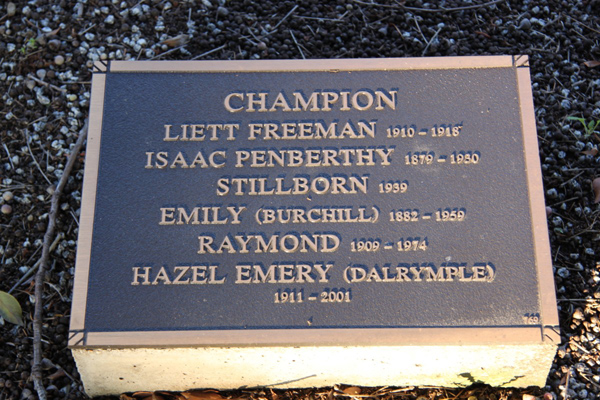 CHAMPION
LIETT FREEMAN 1910 – 1918
ISAAC PENBERTHY 1879 – 1930
STILLBORN 1939
EMILY (BURCHILL) 1882 – 1959
RAYMOND 1909 – 1974
HAZEL EMERY (DALRYMPLE)
1911 – 2001